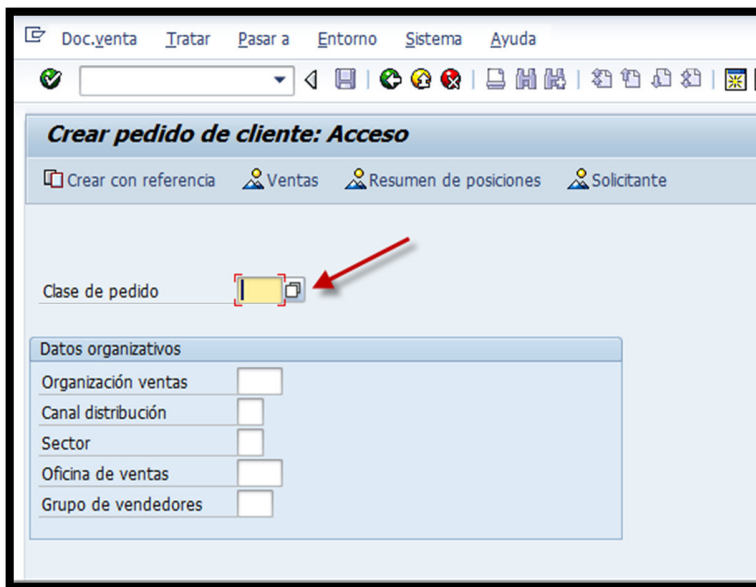 Doc.venta Tratar Pasar a Entorno Sistema Ayuda
Crear pedido de cliente: Acceso
Crear con referencia Ventas Resumen de posiciones Solicitante
Clase de pedido
Datos organizativos
Organización ventas
Canal distribución
Sector
Oficina de ventas
Grupo de vendedores